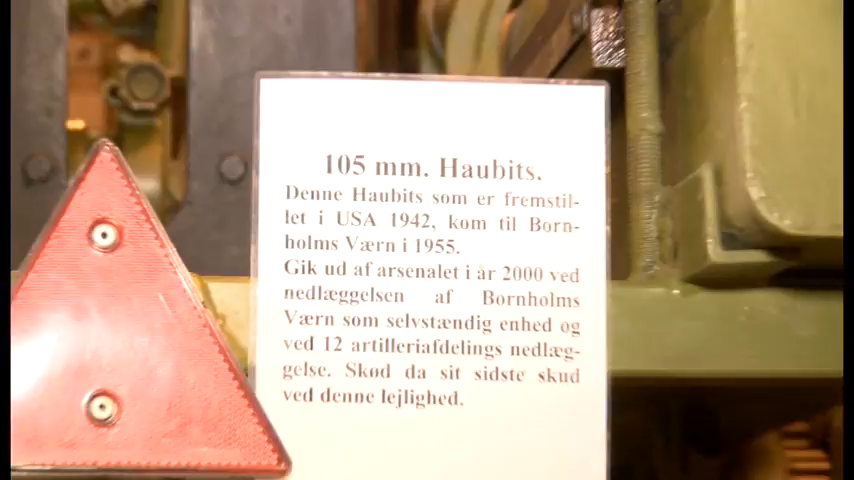 105 mm. Haubits.
Denne Haubits som er fremstil-
let i USA 1942, kom til Born-
holms Værn i 1955.
Gik ud af arsenalet i år 2000 ved
nedlæggelsen af Bornholms
Værn som selvstændig enhed og
ved 12 artilleriafdelings nedlæg-
gelse. Skød da sit sidste skud
ved denne lejlighed.